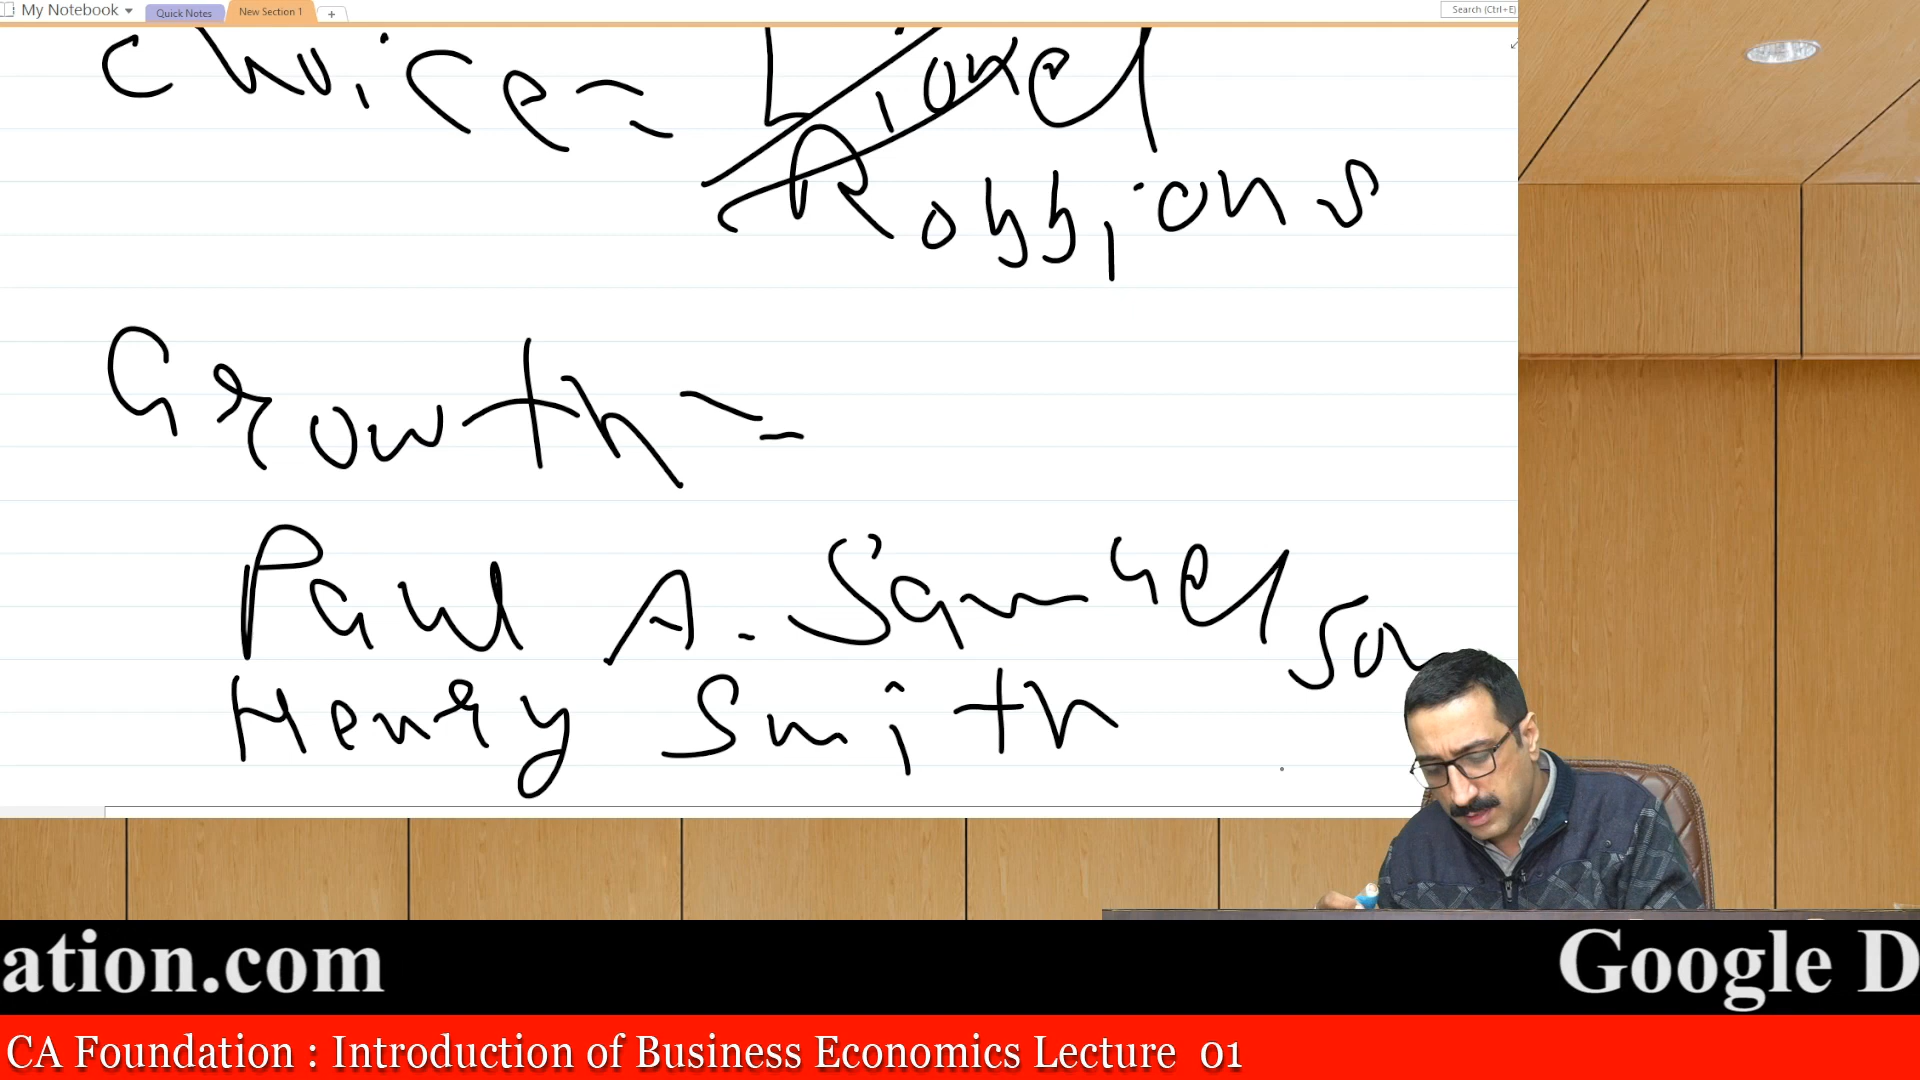 My Notebook Quick Notes New Section 1 + Search (Ctrl+E)
Choice = Lionel
Robbions
Growth =
Paul A. Samuelson
Henry Smith
ation.com Google D
CA Foundation : Introduction of Business Economics Lecture 01